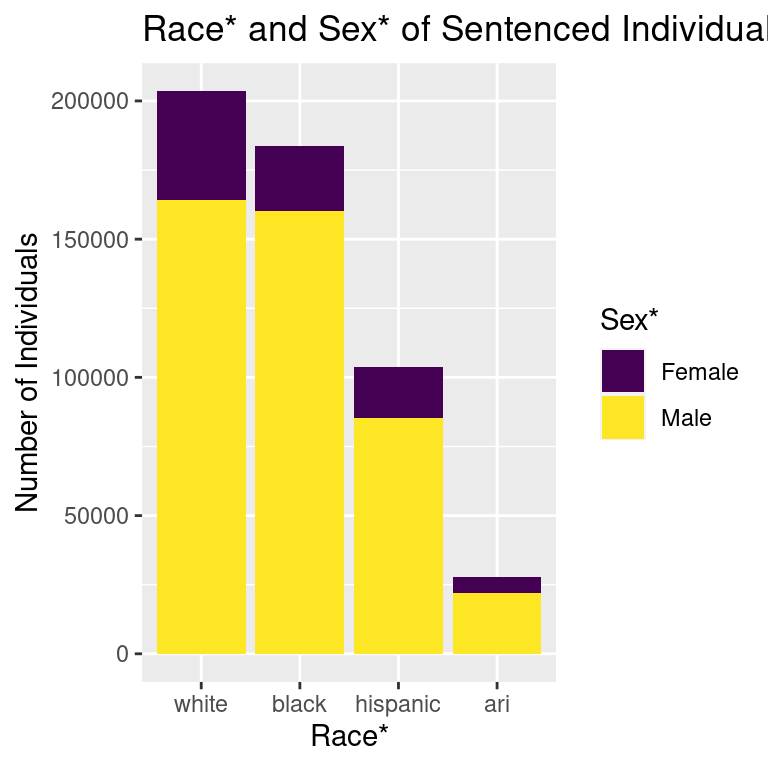 Race* and Sex* of Sentenced Individual
200000
150000
100000
50000
0
Number of Individuals
white
black
hispanic
ari
Race*
Sex*
Female
Male